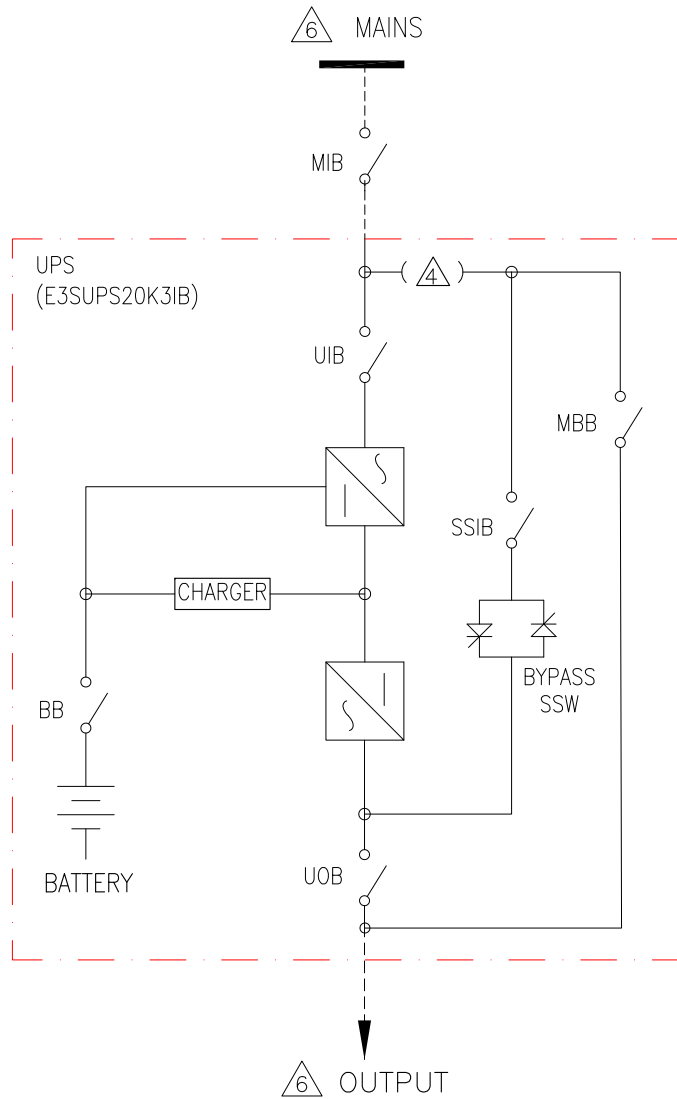 6 MAINS
MIB
UPS
(E3SUPS20K3IB)
( 4 )
UIB
MBB
SSIB
CHARGER
BYPASS
SSW
BB
BATTERY
UOB
6 OUTPUT